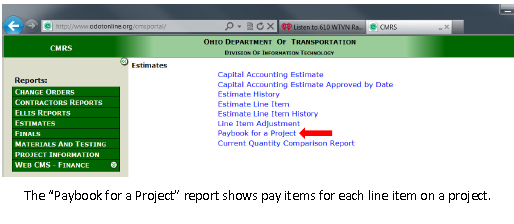 http://www.odotonline.org/cmsportal/
Listen to 610 WTVN Ra...
CMRS
CMRS
OHIO DEPARTMENT OF TRANSPORTATION
DIVISION OF INFORMATION TECHNOLOGY
Estimates
Reports:
CHANGE ORDERS
CONTRACTORS REPORTS
ELLIS REPORTS
ESTIMATES
FINALS
MATERIALS AND TESTING
PROJECT INFORMATION
WEB CMS - FINANCE
Capital Accounting Estimate
Capital Accounting Estimate Approved by Date
Estimate History
Estimate Line Item
Estimate Line Item History
Line Item Adjustment
Paybook for a Project
Current Quantity Comparison Report
The “Paybook for a Project” report shows pay items for each line item on a project.